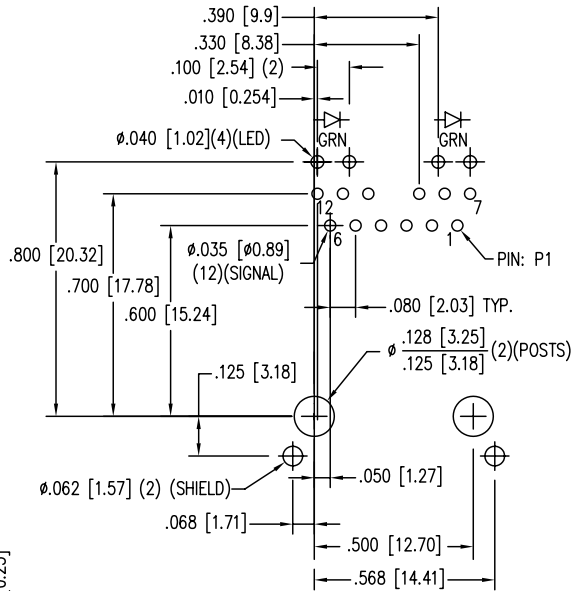 .390 [9.9]
.330 [8.38]
.100 [2.54] (2)
.010 [0.254]
GRN
GRN
ø.040 [1.02](4)(LED)
12
7
6
1
.800 [20.32]
ø.035 [ø0.89]
(12)(SIGNAL)
PIN: P1
.700 [17.78]
.600 [15.24]
.080 [2.03] TYP.
ø .128 [3.25]
.125 [3.18] (2)(POSTS)
.125 [3.18]
ø.062 [1.57] (2) (SHIELD)
.050 [1.27]
.068 [1.71]
.500 [12.70]
.568 [14.41]